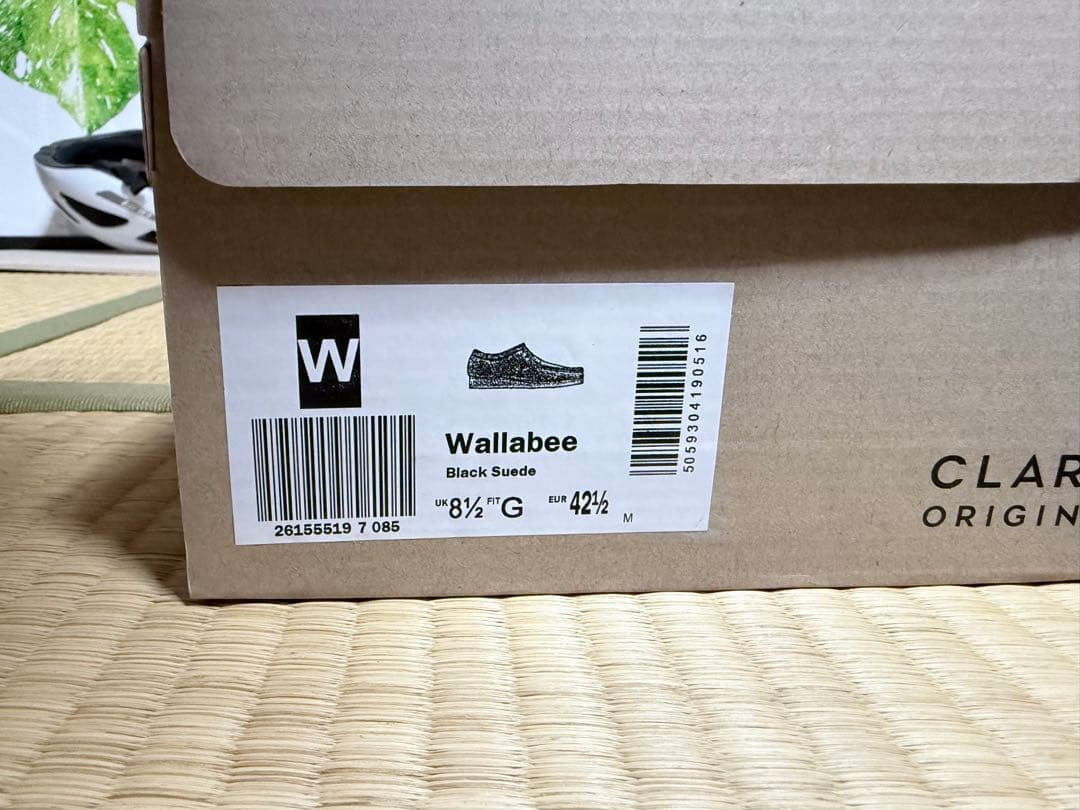 W
26155519 7 085
Wallabee
Black Suede
UK 8½ FIT G EUR 42½
M
5059304190516
CLAR
ORIGIN